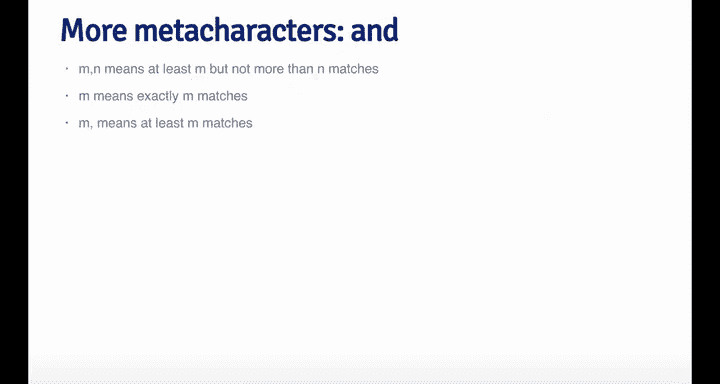 More metacharacters: and
· m,n means at least m but not more than n matches
· m means exactly m matches
· m, means at least m matches